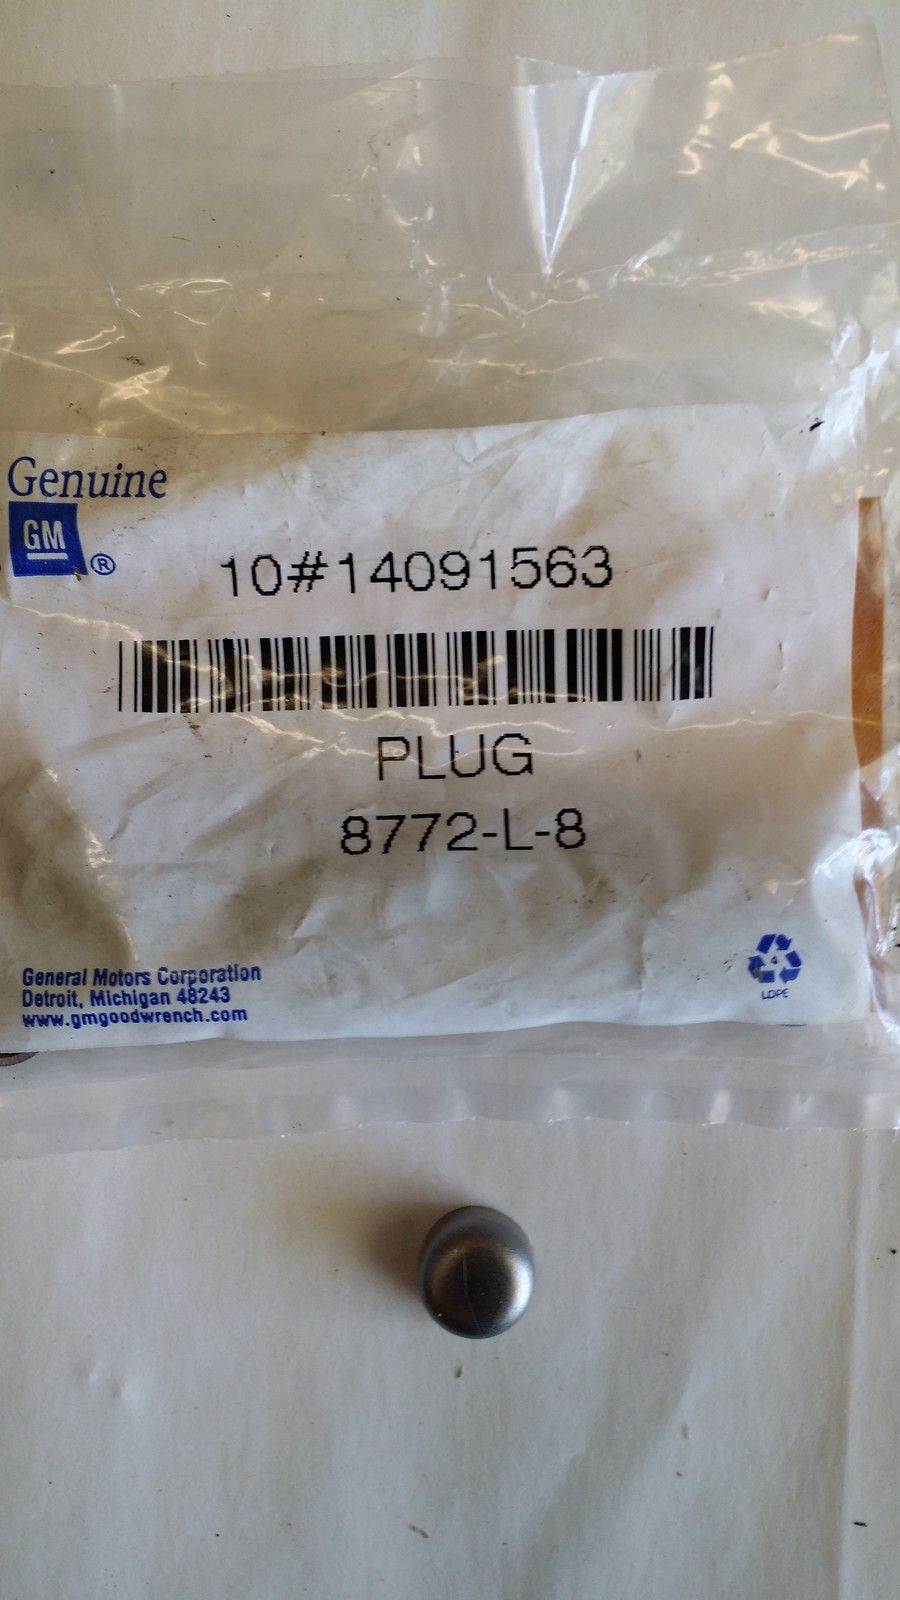 Genuine
GM
®
10#14091563
PLUG
8772-L-8
General Motors Corporation
Detroit, Michigan 48243
www.gmgoodwrench.com
4
LDPE